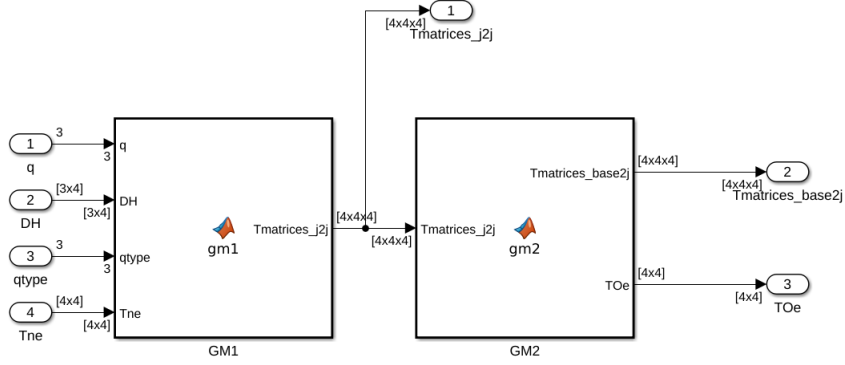 1
[4x4x4]
Tmatrices_j2j
1
3
3
q
q
2
[3x4]
[3x4]
DH
DH
3
3
3
qtype
qtype
4
[4x4]
[4x4]
Tne
Tne
gm1
Tmatrices_j2j
GM1
[4x4x4]
[4x4x4]
Tmatrices_j2j
gm2
Tmatrices_base2j
TOe
GM2
[4x4x4]
[4x4x4]
2
Tmatrices_base2j
[4x4]
[4x4]
3
TOe